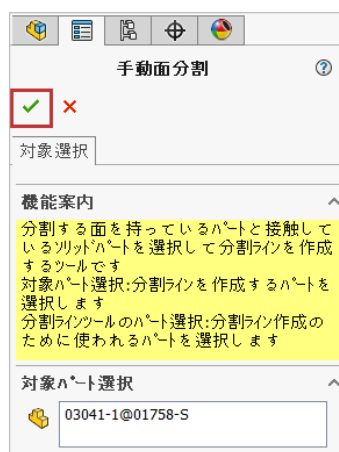 手動面分割
対象選択
機能案内
分割する面を持っているパートと接触して
いるソリッドパートを選択して分割ラインを作成
するツールです
対象パート選択:分割ラインを作成するパートを
選択します
分割ラインツールのパート選択:分割ライン作成の
ために使われるパートを選択します
対象パート選択
03041-1@01758-S